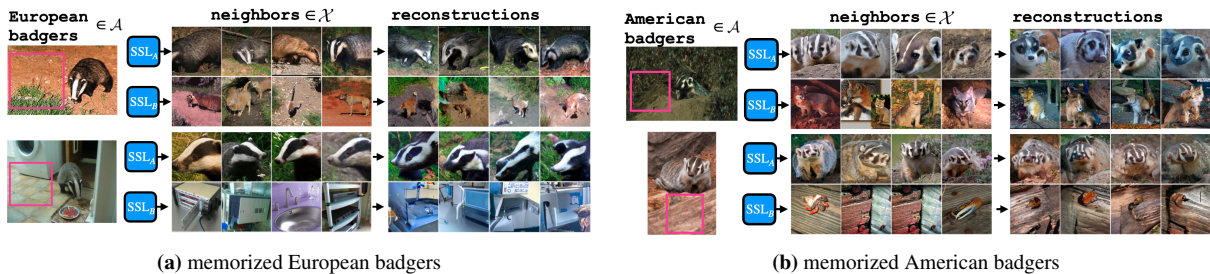 European ∈ 𝒜
badgers
neighbors ∈ 𝒳
reconstructions
SSL_A
SSL_B
SSL_A
SSL_B
(a) memorized European badgers
American ∈ 𝒜
badgers
neighbors ∈ 𝒳
reconstructions
SSL_A
SSL_B
SSL_A
SSL_B
(b) memorized American badgers